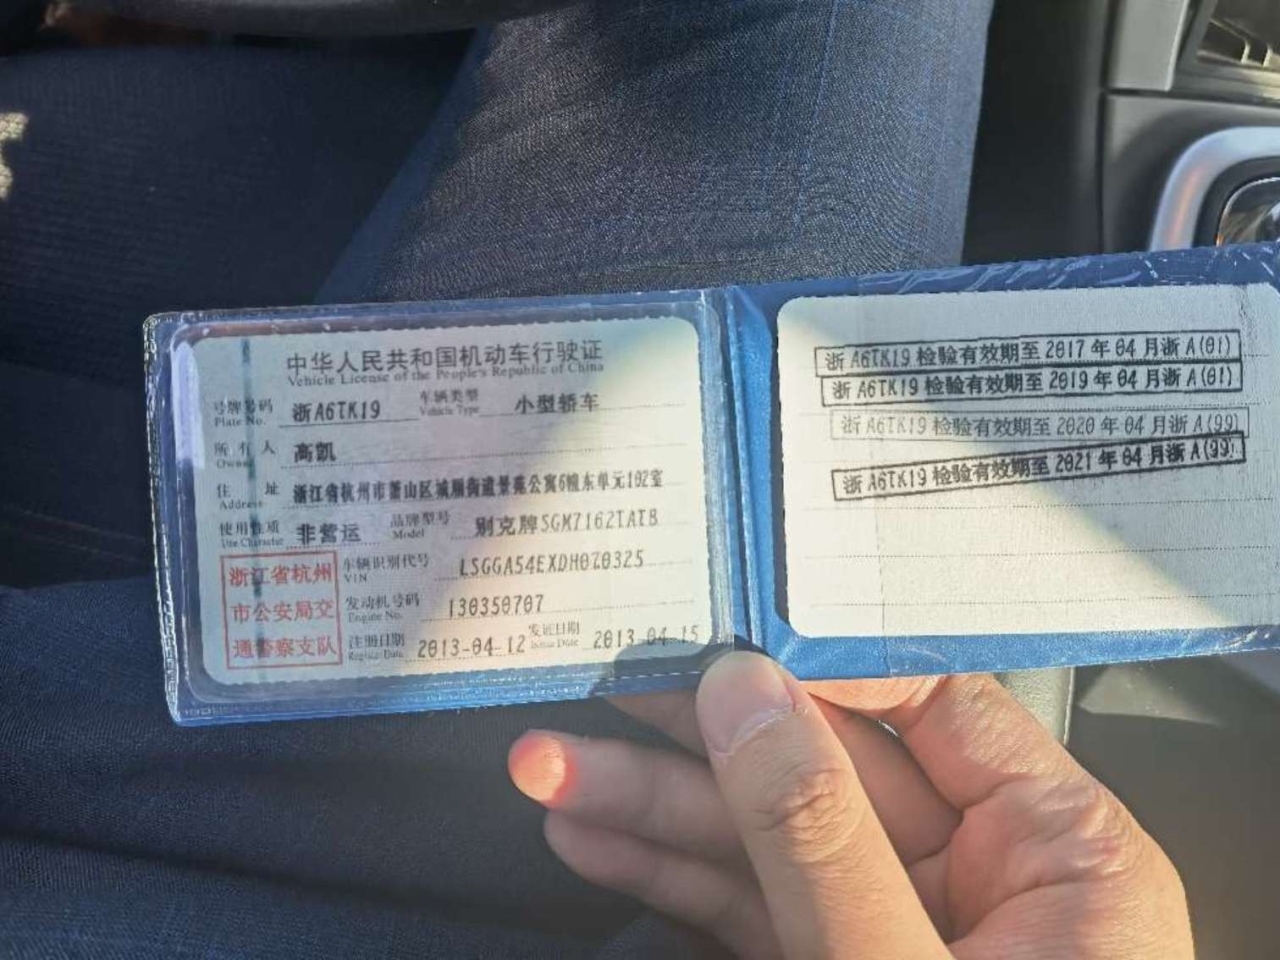 中华人民共和国机动车行驶证
Vehicle License of the People's Republic of China
号牌号码 浙A6TK19 车辆类型 小型轿车
Plate No. Vehicle Type
所有人 高凯
Owner
住址 浙江省杭州市萧山区城厢街道景苑公寓6幢东单元102室
Address
使用性质 非营运 品牌型号 别克牌SGM7162TATB
Use Character Model
浙江省杭州
市公安局交
通警察支队
车辆识别代号 LSGGA54EXDH020325
VIN
发动机号码 130350707
Engine No.
注册日期 2013-04-12 发证日期 2013-04-15
Register Date Issue Date
浙A6TK19检验有效期至2017年04月浙A(01)
浙A6TK19检验有效期至2019年04月浙A(01)
浙A6TK19检验有效期至2020年04月浙A(99)
浙A6TK19检验有效期至2021年04月浙A(99)